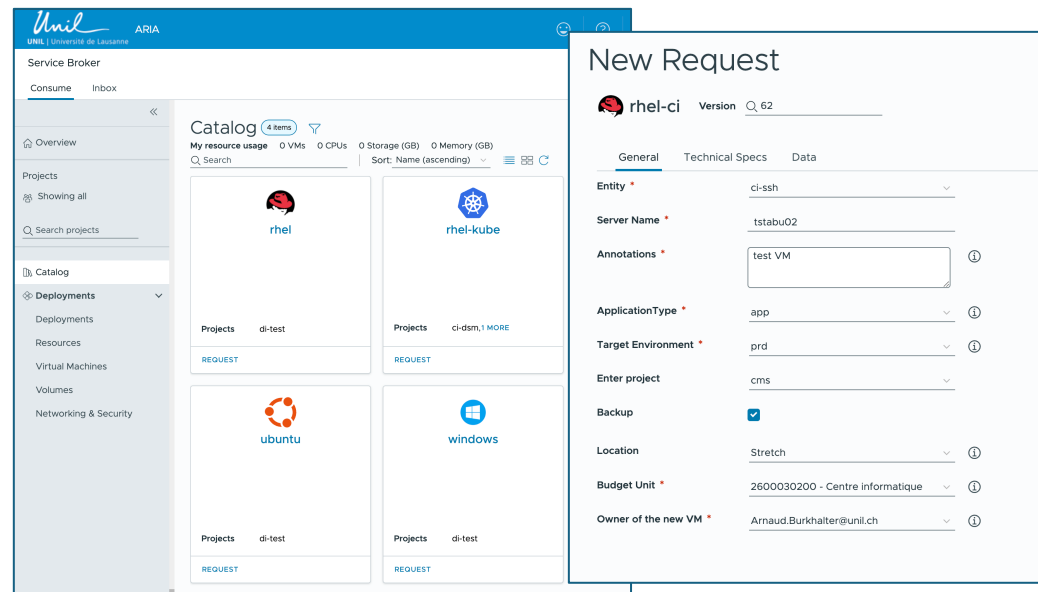 Unil
UNIL | Université de Lausanne
ARIA
Service Broker
Consume Inbox
Overview
Projects
Showing all
Search projects
Catalog
Deployments
Deployments
Resources
Virtual Machines
Volumes
Networking & Security
Catalog 4 items
My resource usage 0 VMs 0 CPUs 0 Storage (GB) 0 Memory (GB)
Search Sort: Name (ascending)
rhel
Projects di-test
REQUEST
rhel-kube
Projects ci-dsm,1 MORE
REQUEST
ubuntu
Projects di-test
REQUEST
windows
Projects di-test
REQUEST
New Request
rhel-ci Version 62
General Technical Specs Data
Entity * ci-ssh
Server Name * tstabu02
Annotations * test VM
ApplicationType * app
Target Environment * prd
Enter project cms
Backup
Location Stretch
Budget Unit * 2600030200 - Centre informatique
Owner of the new VM * Arnaud.Burkhalter@unil.ch